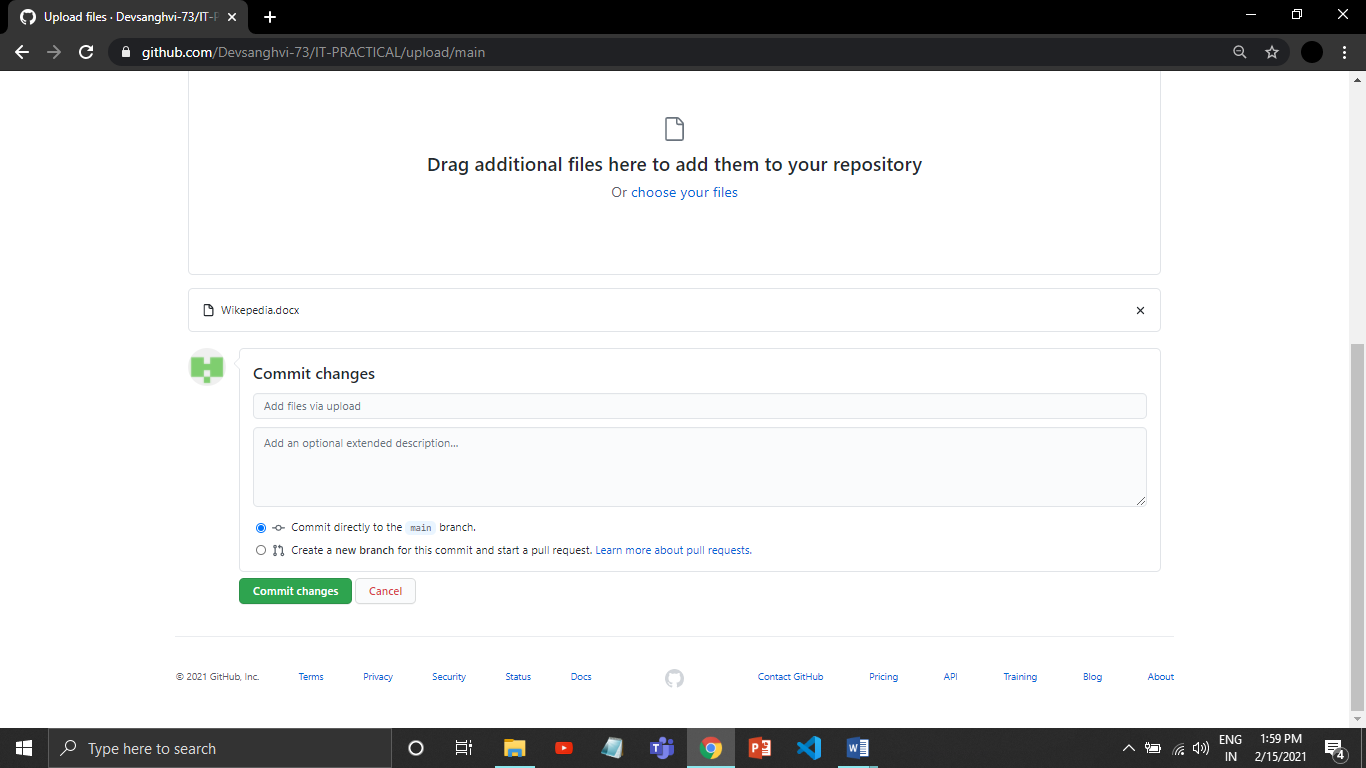 Upload files · Devsanghvi-73/IT-P
github.com/Devsanghvi-73/IT-PRACTICAL/upload/main
Drag additional files here to add them to your repository
Or choose your files
Wikepedia.docx
Commit changes
Add files via upload
Add an optional extended description...
Commit directly to the main branch.
Create a new branch for this commit and start a pull request. Learn more about pull requests.
Commit changes Cancel
© 2021 GitHub, Inc. Terms Privacy Security Status Docs Contact GitHub Pricing API Training Blog About
Type here to search
ENG
IN
1:59 PM
2/15/2021
4